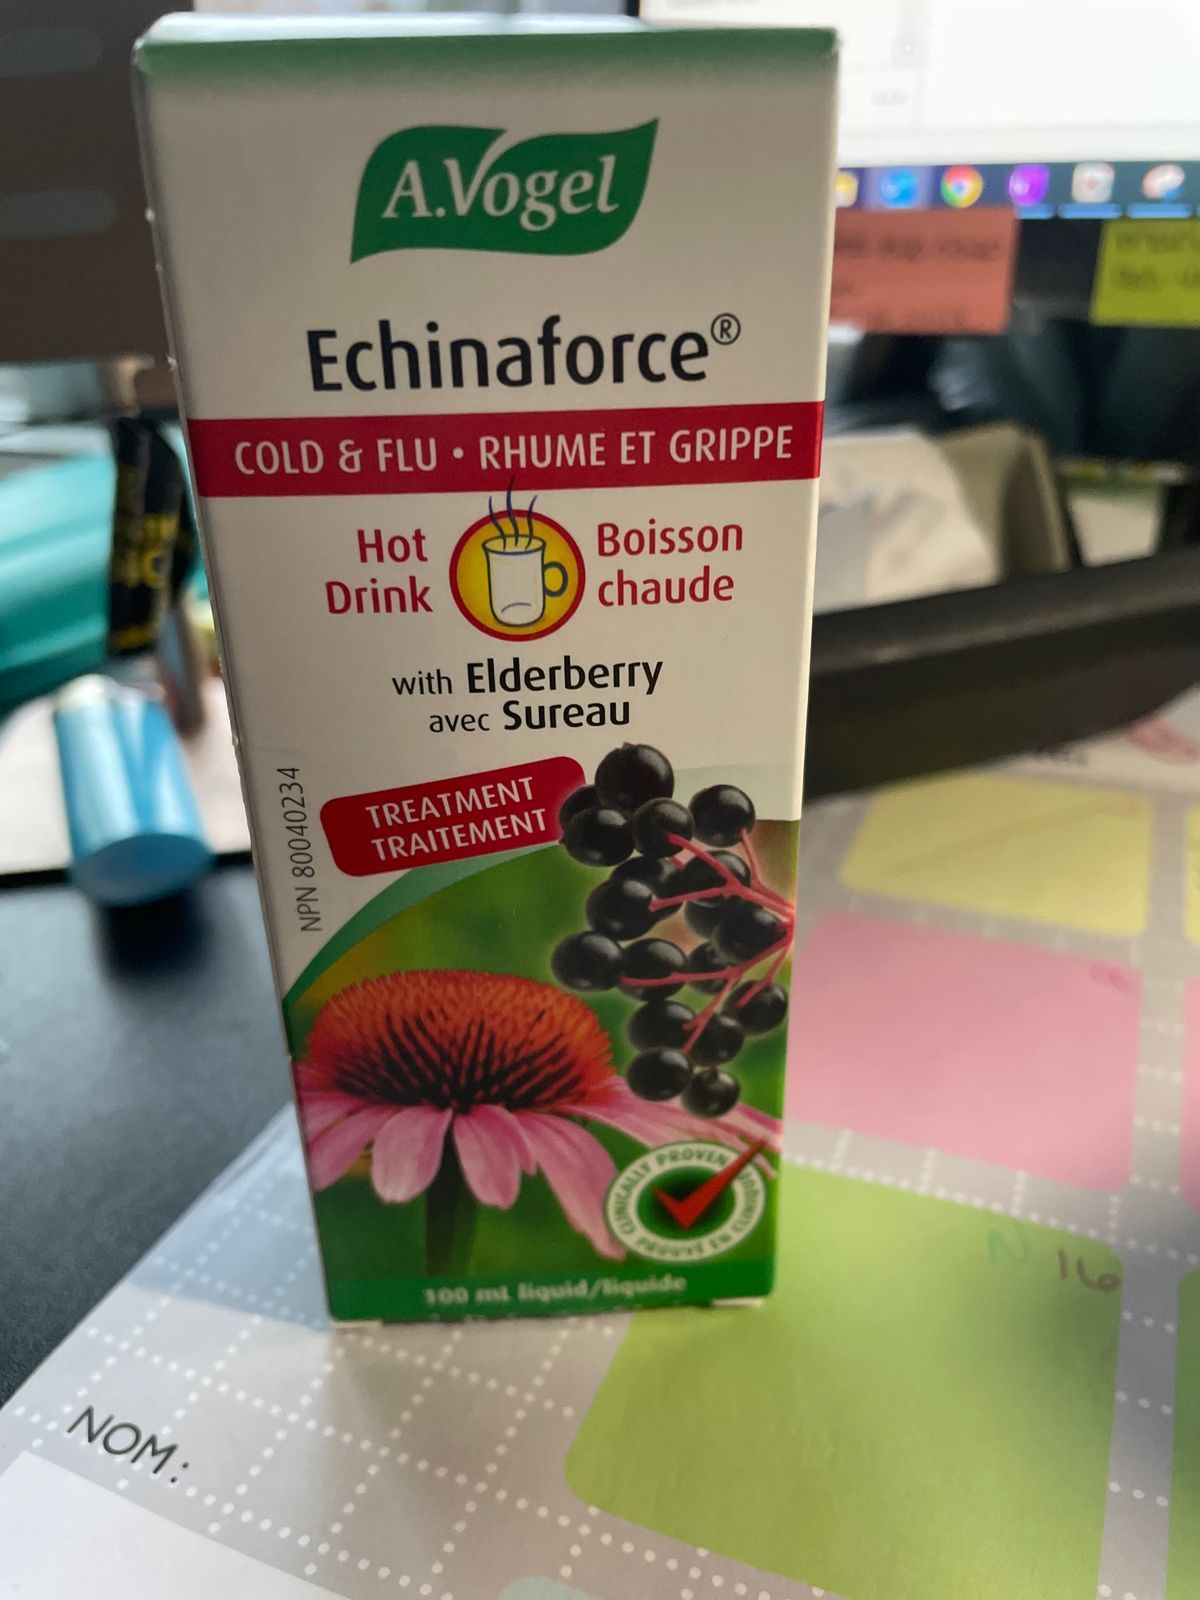 A.Vogel
Echinaforce®
COLD & FLU • RHUME ET GRIPPE
Hot Drink
Boisson chaude
with Elderberry
avec Sureau
TREATMENT
TRAITEMENT
NPN 80040234
CLINICALLY PROVEN
PROUVÉ EN CLINIQUE
100 mL liquid/liquide
N 16
NOM: